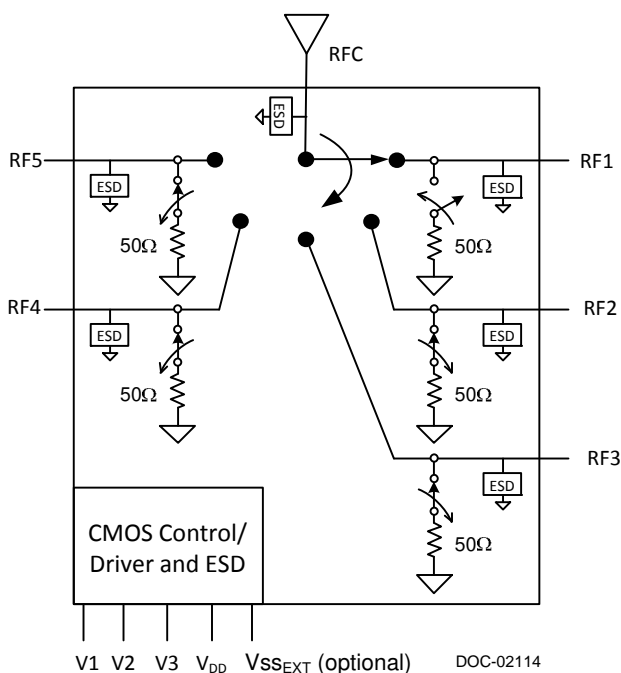 RFC
ESD
RF5
RF1
ESD
ESD
50Ω
50Ω
RF4
RF2
ESD
ESD
50Ω
50Ω
RF3
ESD
CMOS Control/
Driver and ESD
50Ω
V1 V2 V3 VDD VssEXT (optional) DOC-02114